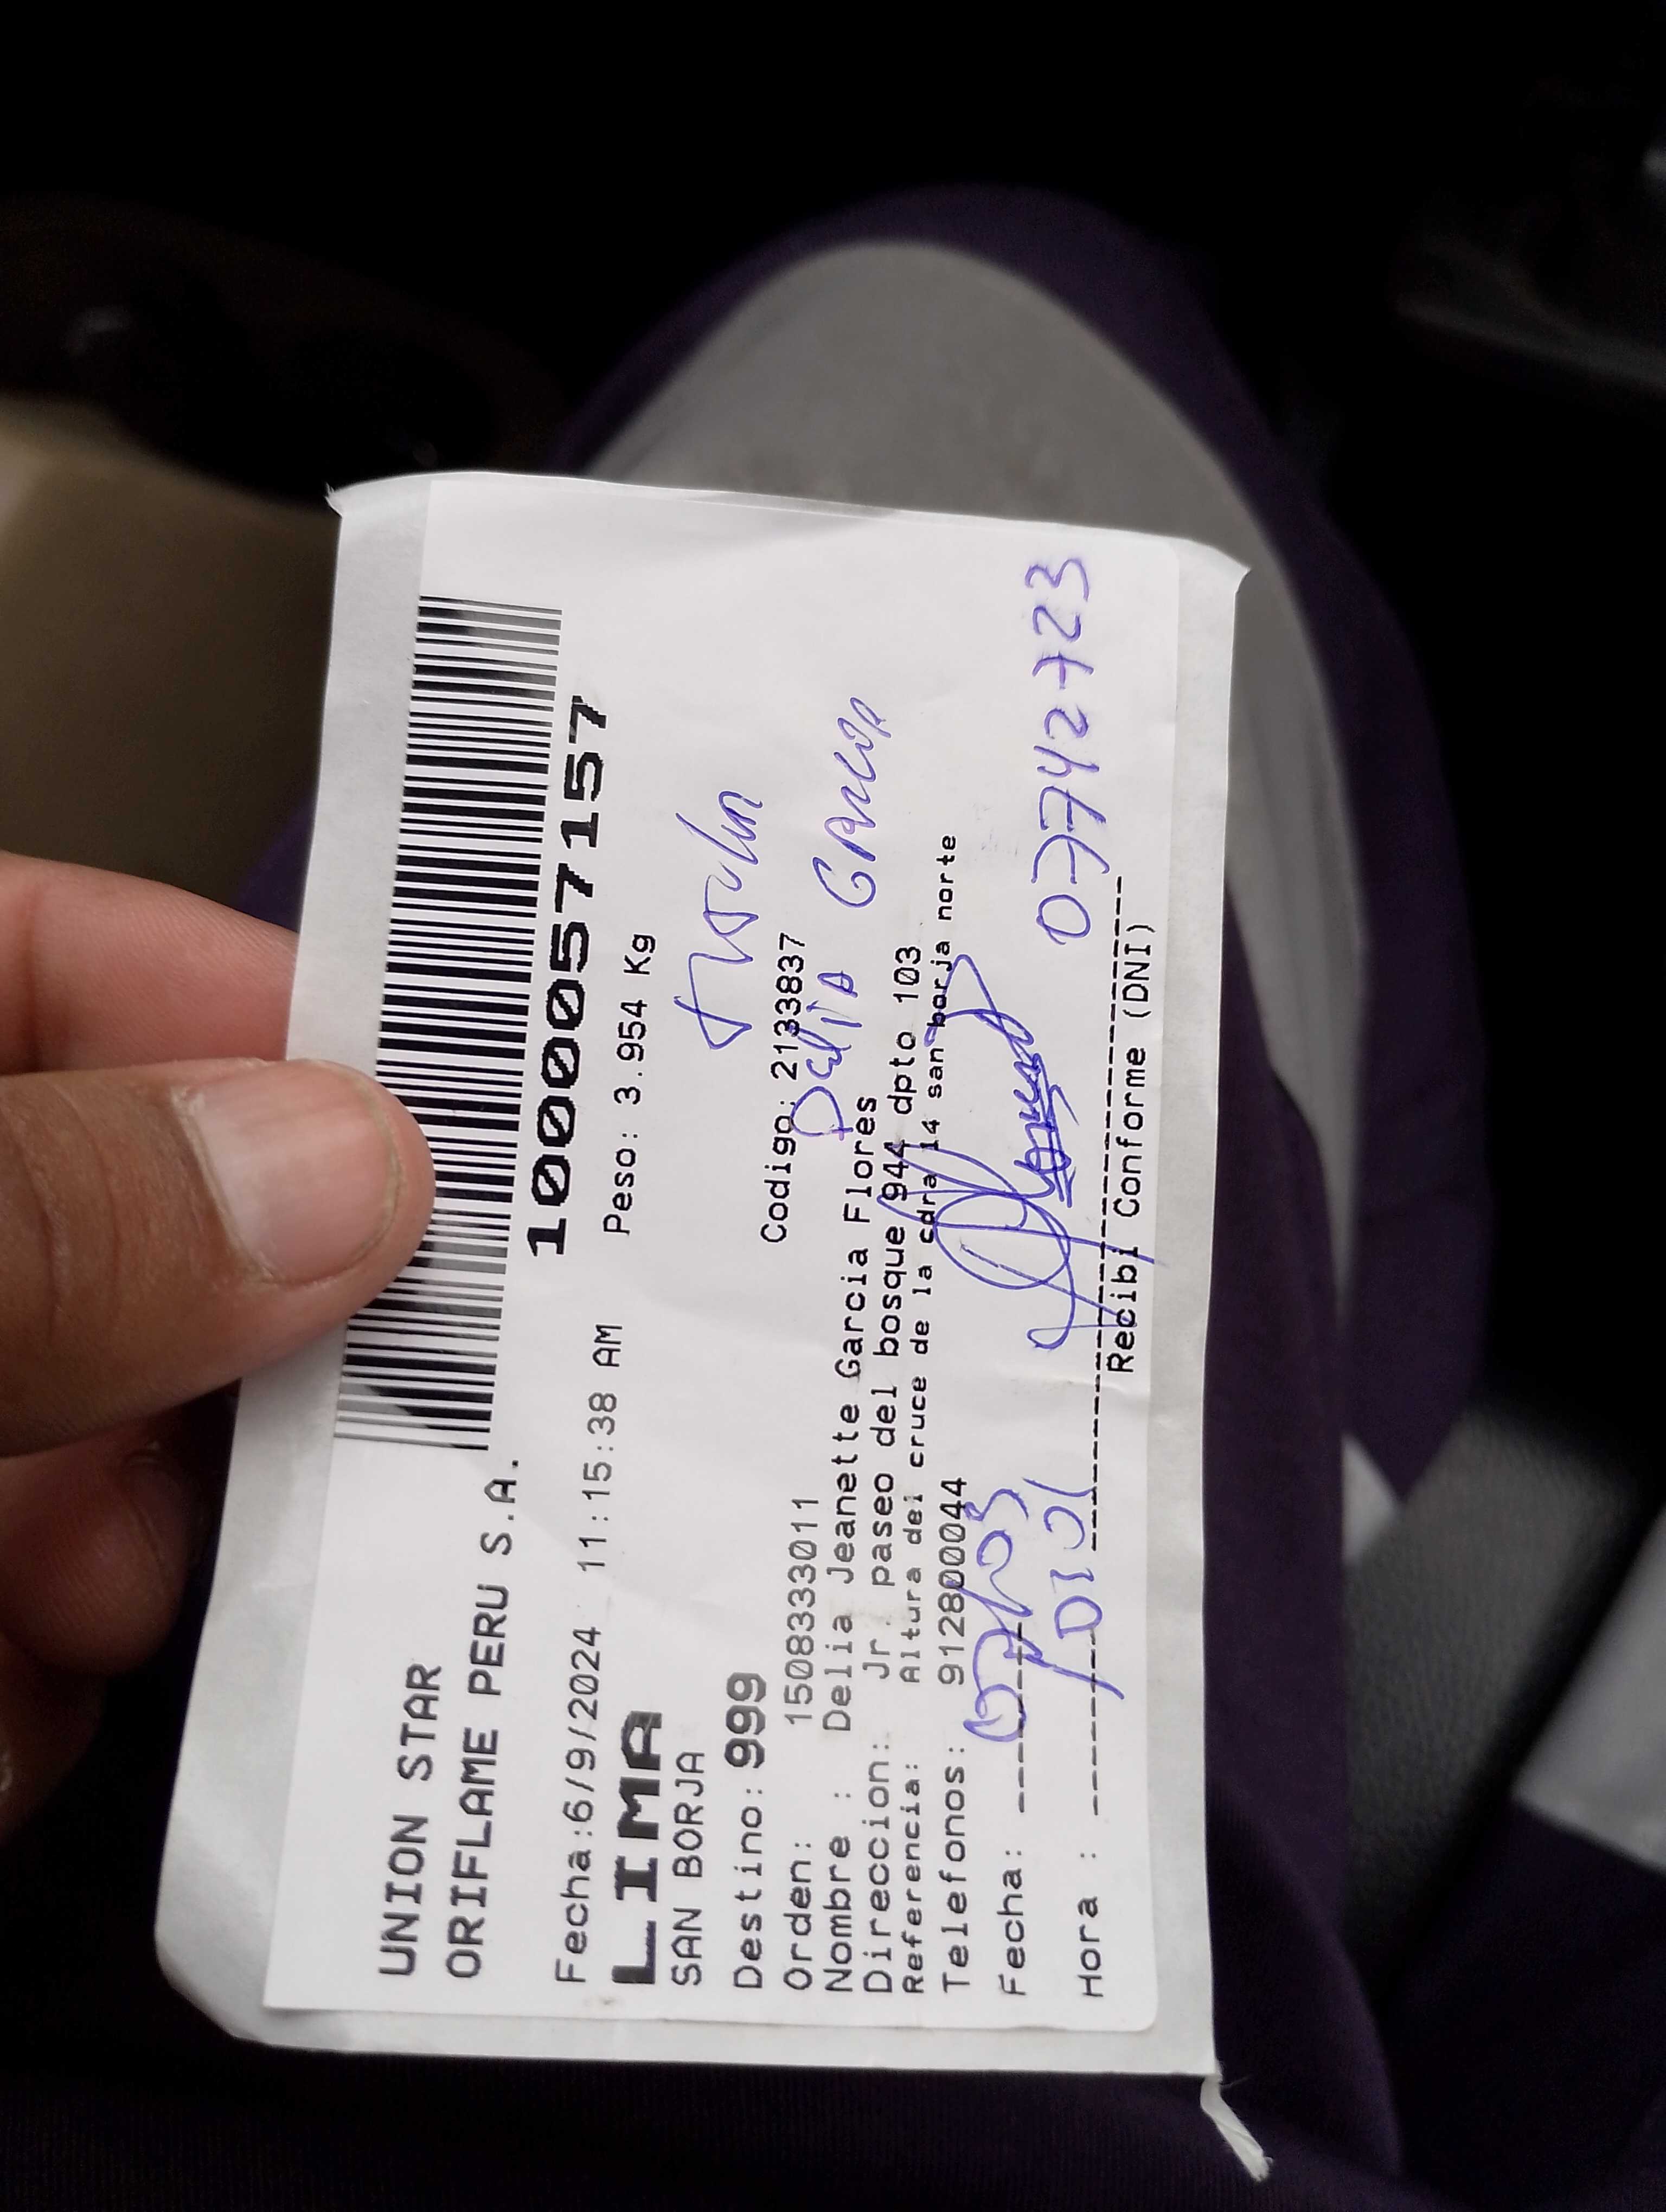 UNION STAR
ORIFLAME PERU S.A.
1000057157
Fecha:6/9/2024 11:15:38 AM Peso: 3.954 Kg
LIMA
SAN BORJA
Destino: 999
Orden: 1508333011 Codigo: 2133837
Delia Garcia
Nombre : Delia Jeanette Garcia Flores
Direccion: Jr. paseo del bosque 944 dpto 103
Referencia: Altura del cruce de la cdra 14 san borja norte
Telefonos: 912800044
Fecha:
Hora : 07742723
Recibi Conforme (DNI)